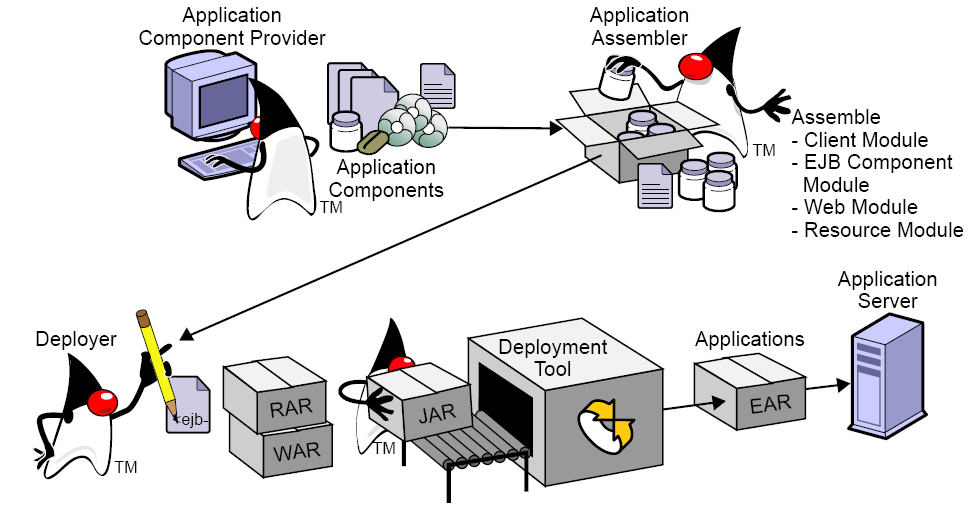 Application
Component Provider
Application
Assembler
Application
Components
TM
TM
Assemble
- Client Module
- EJB Component
Module
- Web Module
- Resource Module
Application
Server
Deployer
<ejb-
TM
RAR
WAR
JAR
TM
Deployment
Tool
Applications
EAR